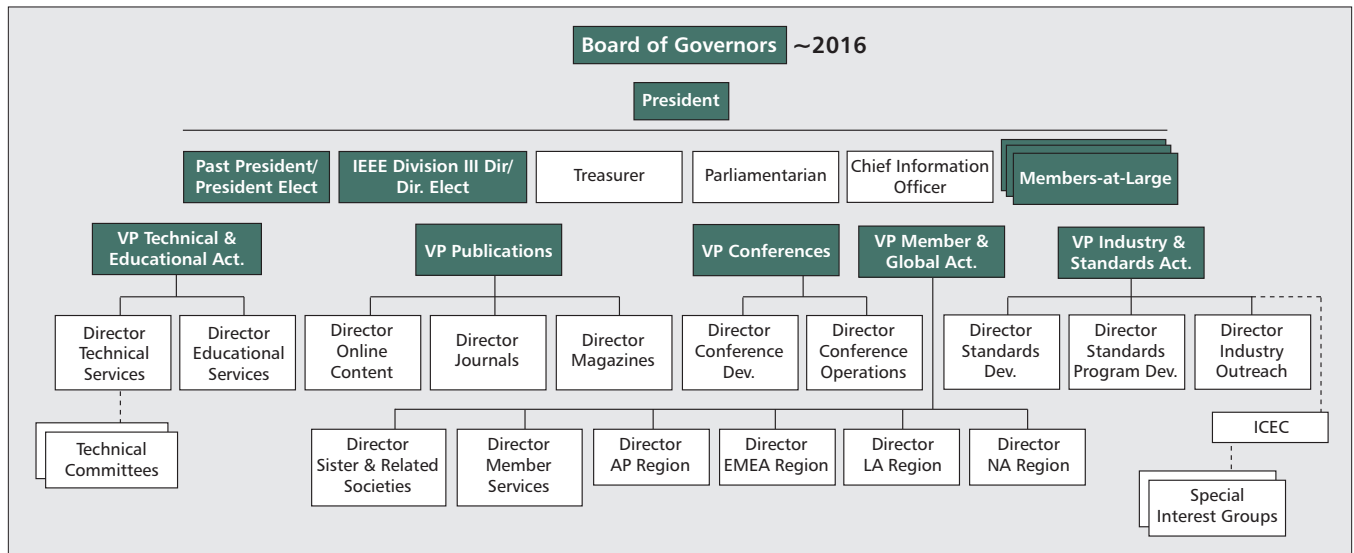 Board of Governors ~2016
President
Past President/
President Elect
IEEE Division III Dir/
Dir. Elect
Treasurer
Parliamentarian
Chief Information
Officer
Members-at-Large
VP Technical &
Educational Act.
VP Publications
VP Conferences
VP Member &
Global Act.
VP Industry &
Standards Act.
Director
Technical
Services
Director
Educational
Services
Director
Online
Content
Director
Journals
Director
Magazines
Director
Conference
Dev.
Director
Conference
Operations
Director
Standards
Dev.
Director
Standards
Program Dev.
Director
Industry
Outreach
Technical
Committees
Director
Sister & Related
Societies
Director
Member
Services
Director
AP Region
Director
EMEA Region
Director
LA Region
Director
NA Region
ICEC
Special
Interest Groups